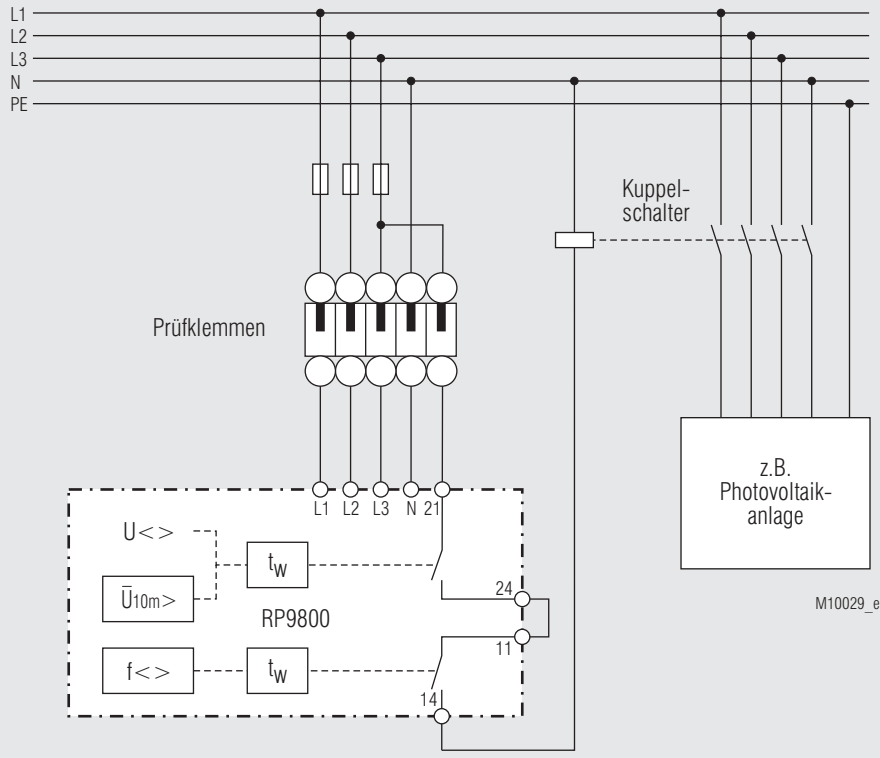 L1
L2
L3
N
PE
Kuppel-
schalter
Prüfklemmen
z.B.
Photovoltaik-
anlage
L1 L2 L3 N 21
U<>
tW
Ū10m>
24
RP9800
M10029_e
11
f<>
tW
14